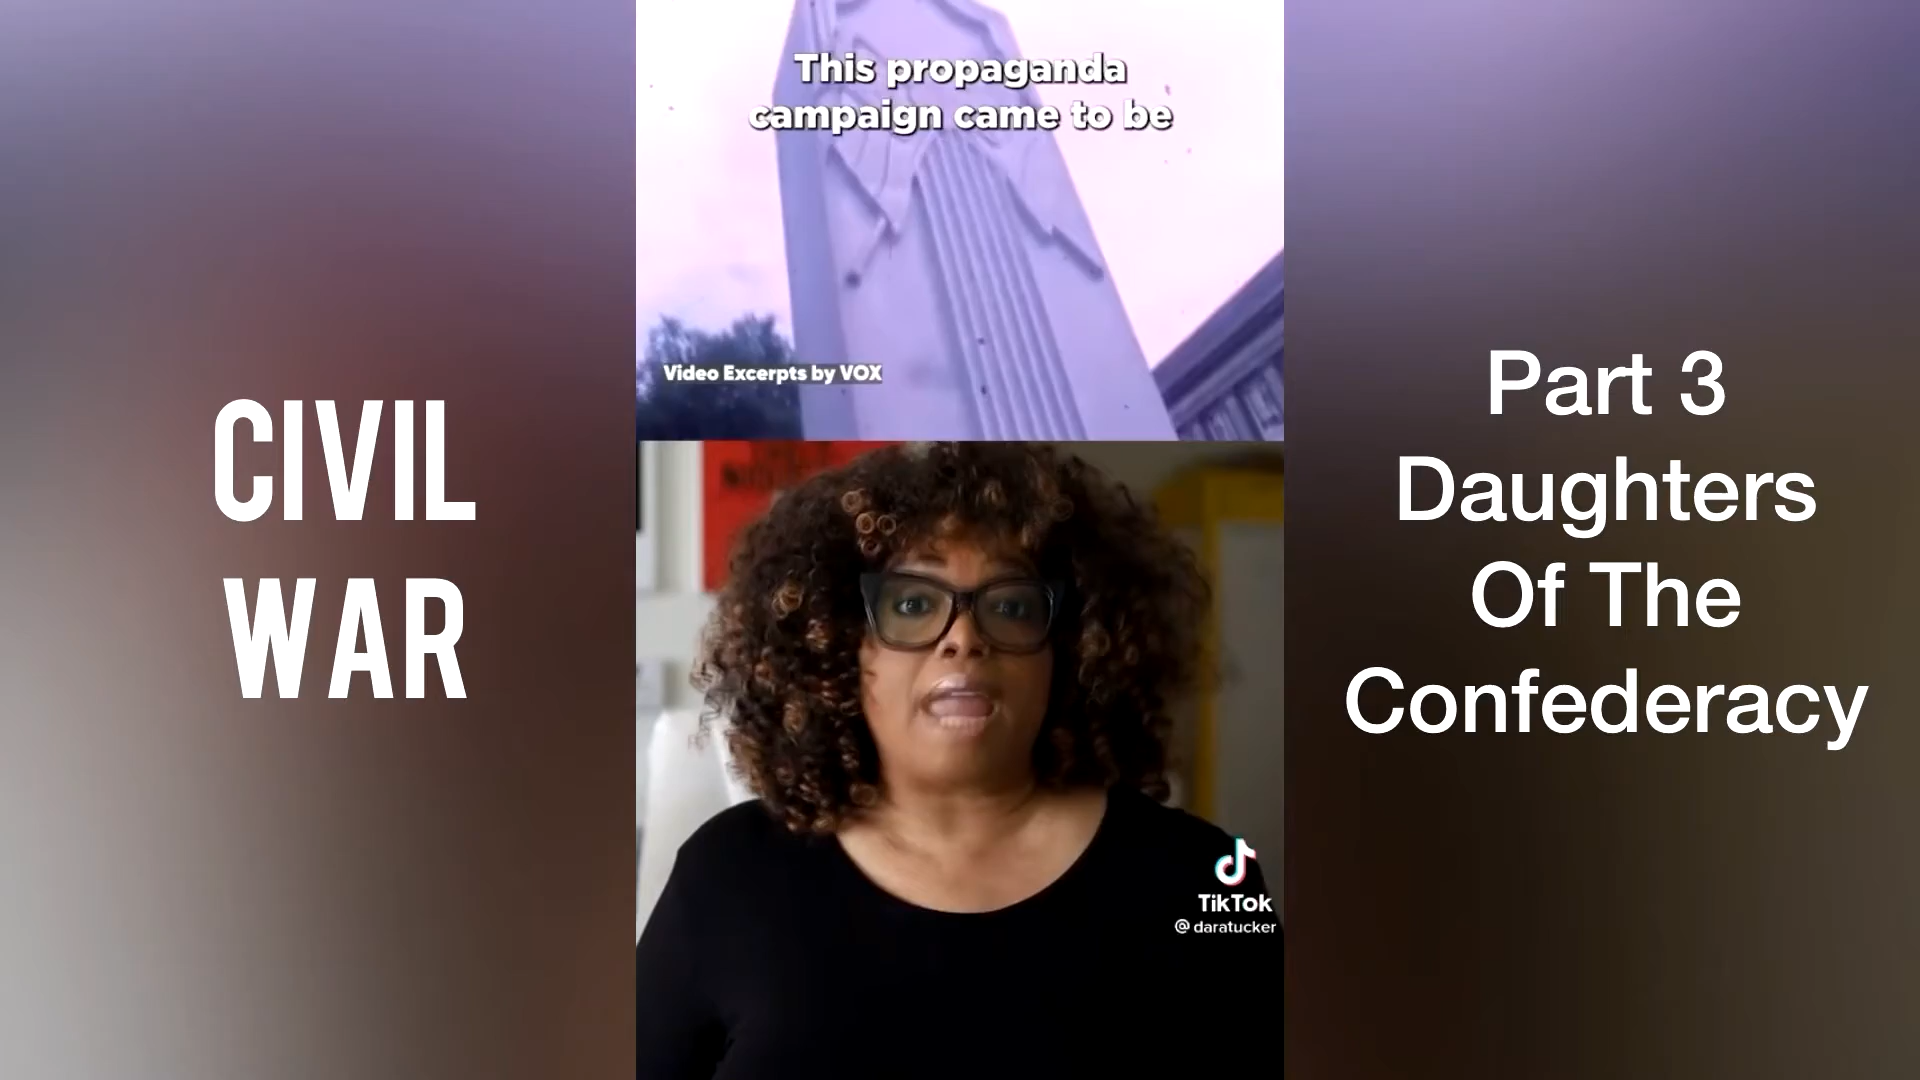 CIVIL
WAR
This propaganda
campaign came to be
Video Excerpts by VOX
TikTok
@daratucker
Part 3
Daughters
Of The
Confederacy